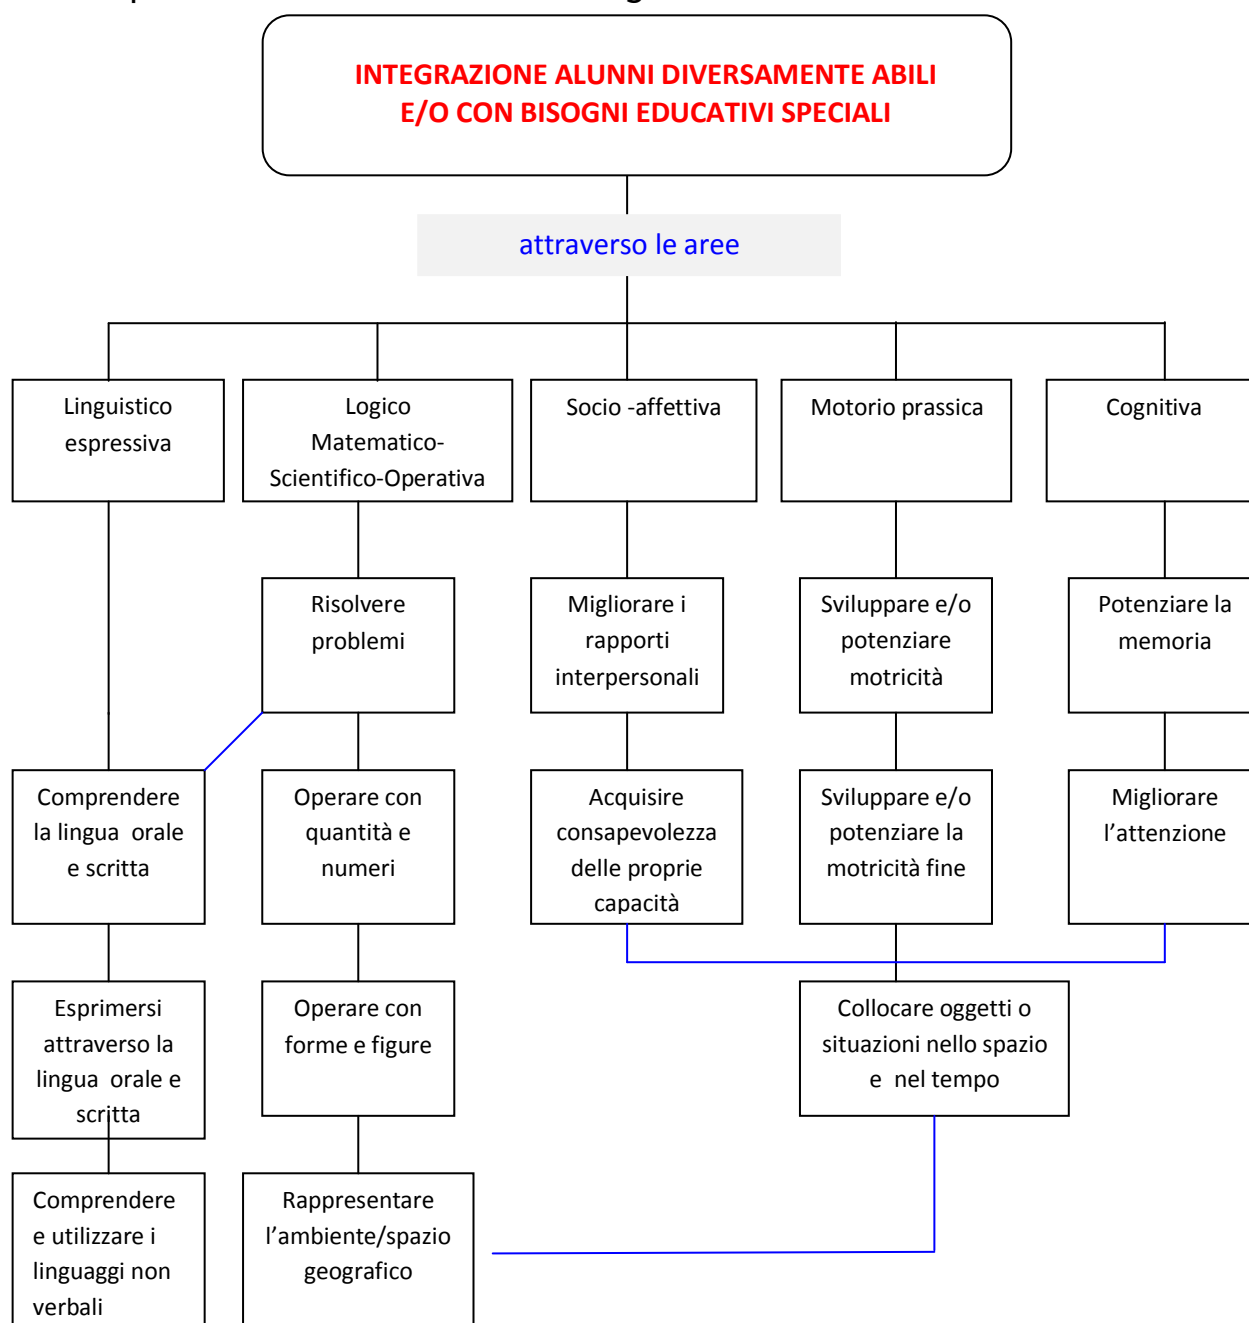 INTEGRAZIONE ALUNNI DIVERSAMENTE ABILI
E/O CON BISOGNI EDUCATIVI SPECIALI
attraverso le aree
Linguistico
espressiva
Logico
Matematico-
Scientifico-Operativa
Socio -affettiva
Motorio prassica
Cognitiva
Risolvere
problemi
Migliorare i
rapporti
interpersonali
Sviluppare e/o
potenziare
motricità
Potenziare la
memoria
Comprendere
la lingua orale
e scritta
Operare con
quantità e
numeri
Acquisire
consapevolezza
delle proprie
capacità
Sviluppare e/o
potenziare la
motricità fine
Migliorare
l’attenzione
Esprimersi
attraverso la
lingua orale e
scritta
Operare con
forme e figure
Collocare oggetti o
situazioni nello spazio
e nel tempo
Comprendere
e utilizzare i
linguaggi non
verbali
Rappresentare
l’ambiente/spazio
geografico